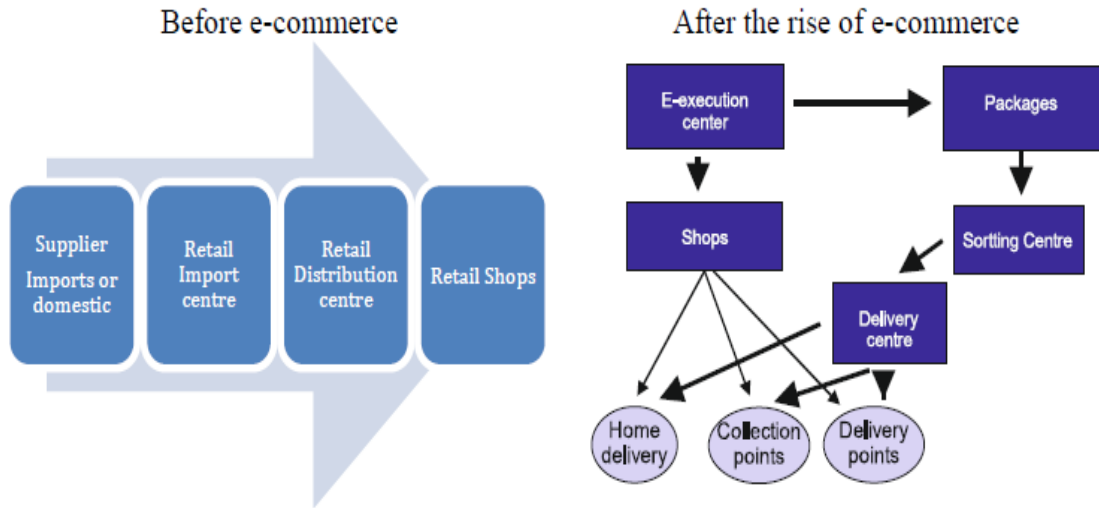 Before e-commerce
After the rise of e-commerce
Supplier
Imports or
domestic
Retail
Import
centre
Retail
Distribution
centre
Retail Shops
E-execution
center
Packages
Shops
Sortting Centre
Delivery
centre
Home
delivery
Collection
points
Delivery
points